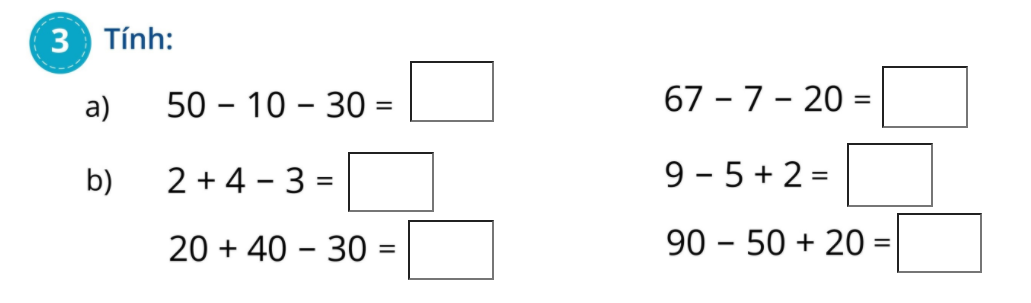 3 Tính:
a) 50 – 10 – 30 = 67 – 7 – 20 =
b) 2 + 4 – 3 = 9 – 5 + 2 =
20 + 40 – 30 = 90 – 50 + 20 =